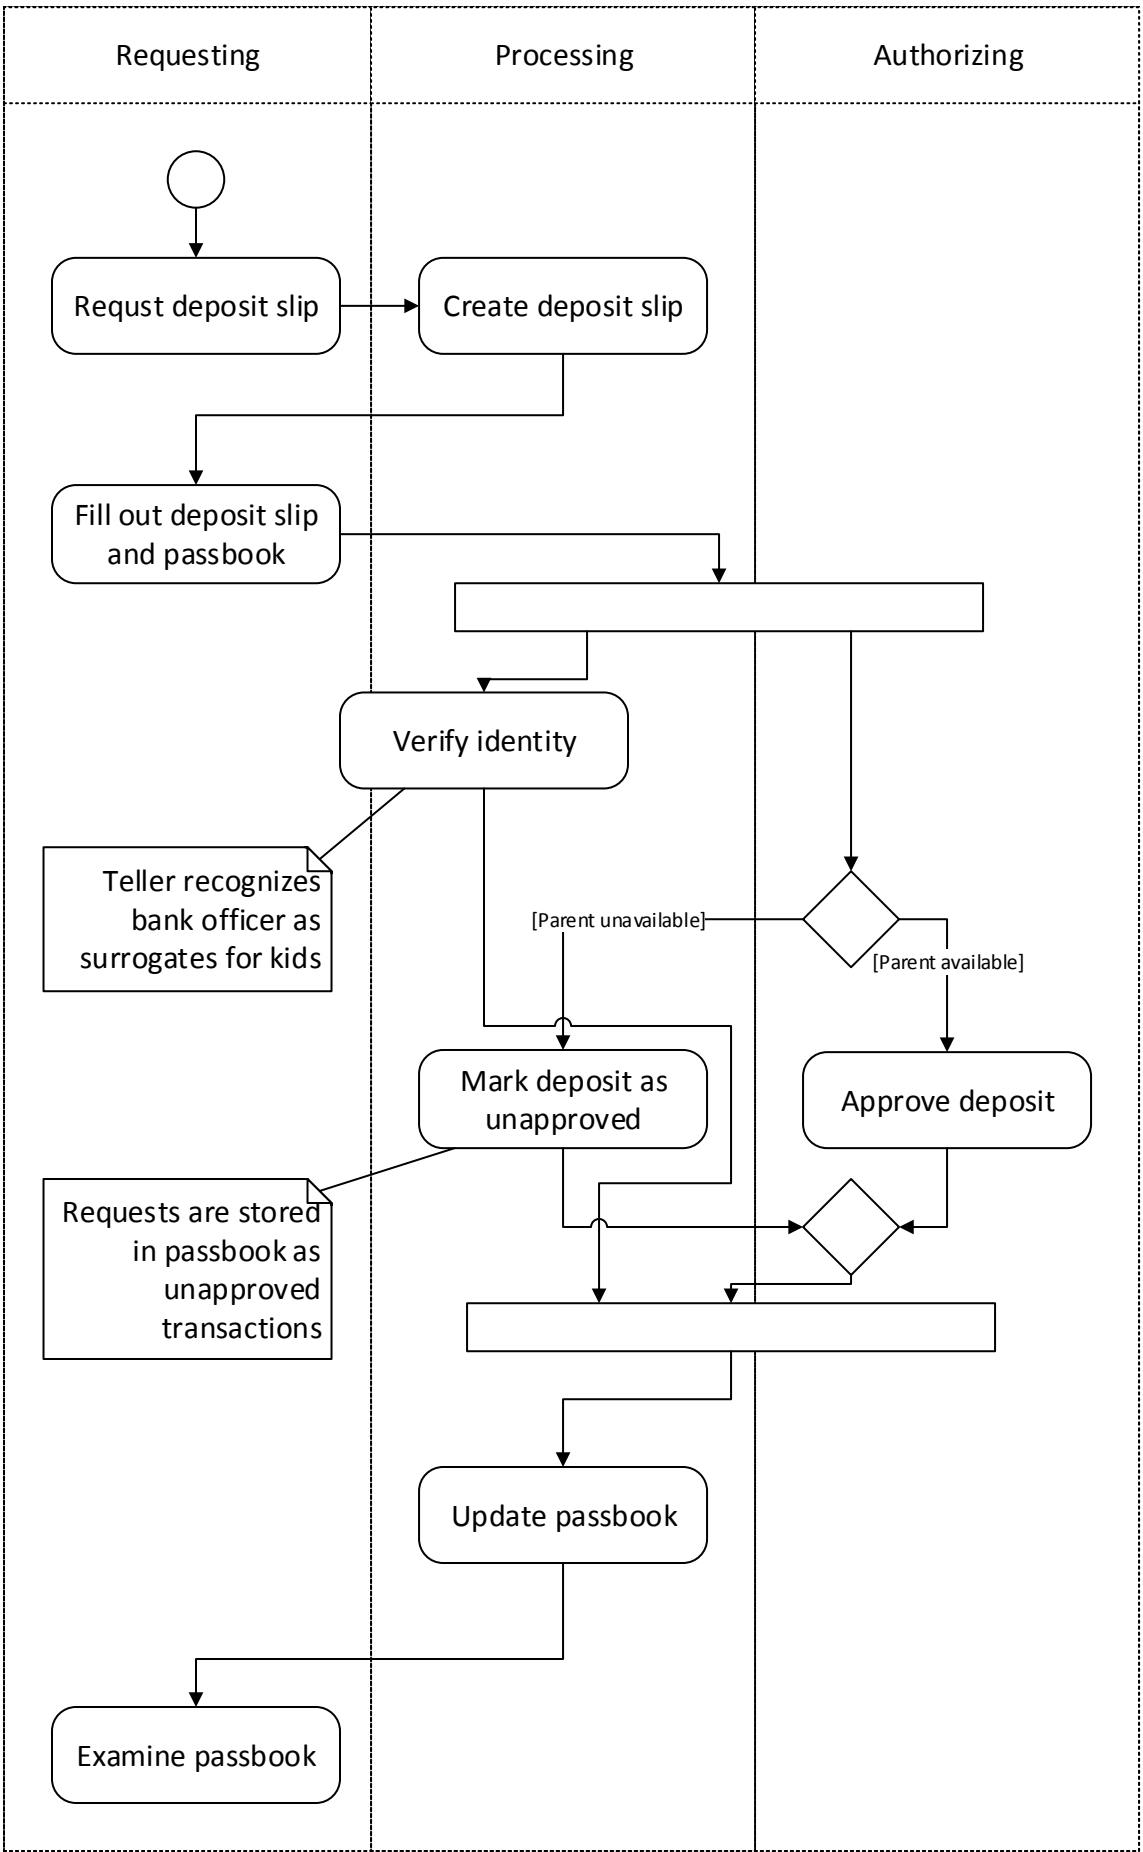 Requesting
Processing
Authorizing
Requst deposit slip
Create deposit slip
Fill out deposit slip
and passbook
Verify identity
Teller recognizes
bank officer as
surrogates for kids
[Parent unavailable]
[Parent available]
Mark deposit as
unapproved
Approve deposit
Requests are stored
in passbook as
unapproved
transactions
Update passbook
Examine passbook